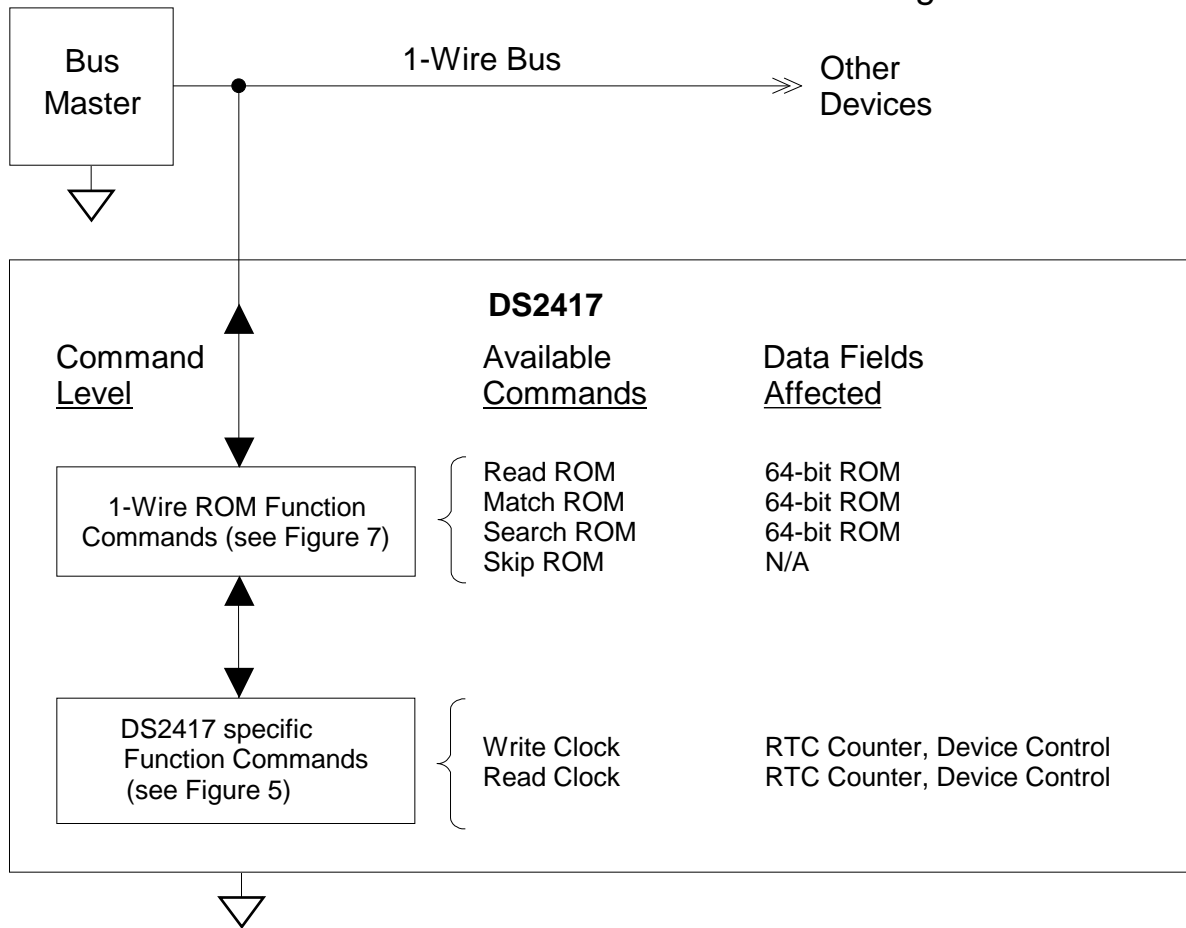 Bus
Master
1-Wire Bus
Other
Devices
DS2417
Command
Level
Available
Commands
Data Fields
Affected
1-Wire ROM Function
Commands (see Figure 7)
Read ROM 64-bit ROM
Match ROM 64-bit ROM
Search ROM 64-bit ROM
Skip ROM N/A
DS2417 specific
Function Commands
(see Figure 5)
Write Clock RTC Counter, Device Control
Read Clock RTC Counter, Device Control